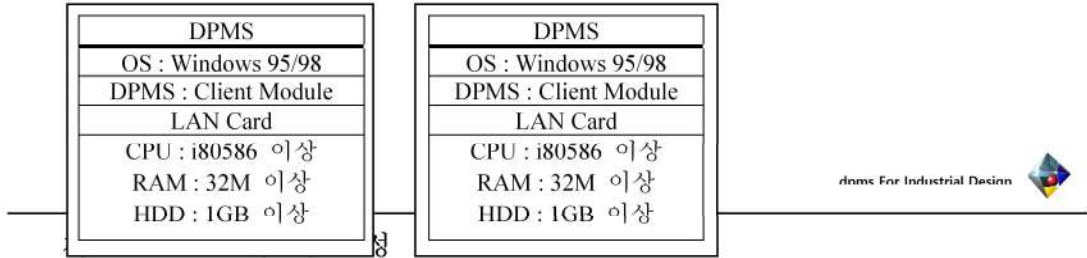 DPMS
OS : Windows 95/98
DPMS : Client Module
LAN Card
CPU : i80586 이상
RAM : 32M 이상
HDD : 1GB 이상
DPMS
OS : Windows 95/98
DPMS : Client Module
LAN Card
CPU : i80586 이상
RAM : 32M 이상
HDD : 1GB 이상
dpms For Industrial Design